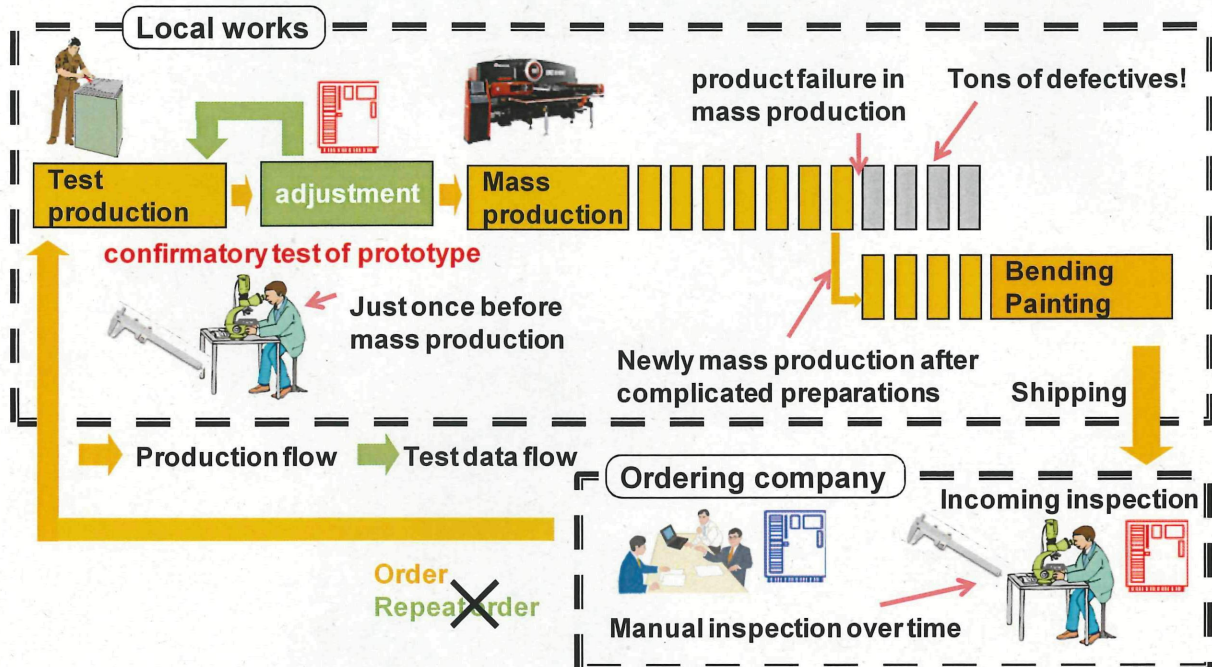 Local works
product failure in
mass production
Tons of defectives!
Test
production
adjustment
Mass
production
confirmatory test of prototype
Just once before
mass production
Bending
Painting
Newly mass production after
complicated preparations
Shipping
Production flow
Test data flow
Ordering company
Incoming inspection
Order
Repeat order
Manual inspection over time